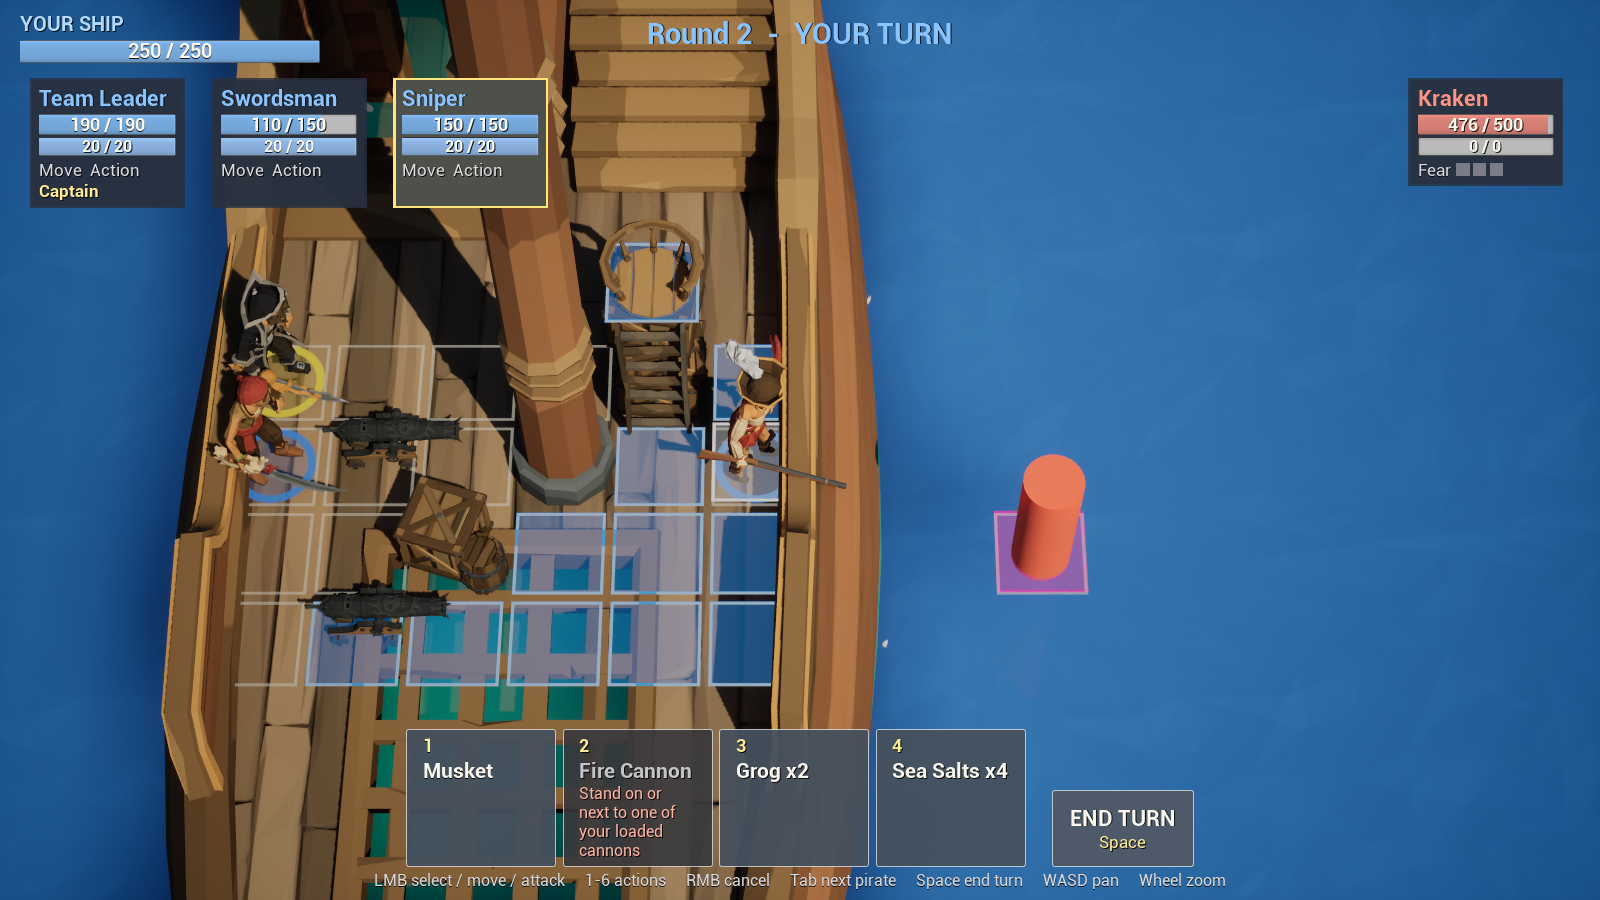 YOUR SHIP
250 / 250
Round 2 - YOUR TURN
Team Leader
190 / 190
20 / 20
Move Action
Captain
Swordsman
110 / 150
20 / 20
Move Action
Sniper
150 / 150
20 / 20
Move Action
Kraken
476 / 500
0 / 0
Fear
1
Musket
2
Fire Cannon
Stand on or
next to one of
your loaded
cannons
3
Grog x2
4
Sea Salts x4
END TURN
Space
LMB select / move / attack 1-6 actions RMB cancel Tab next pirate Space end turn WASD pan Wheel zoom